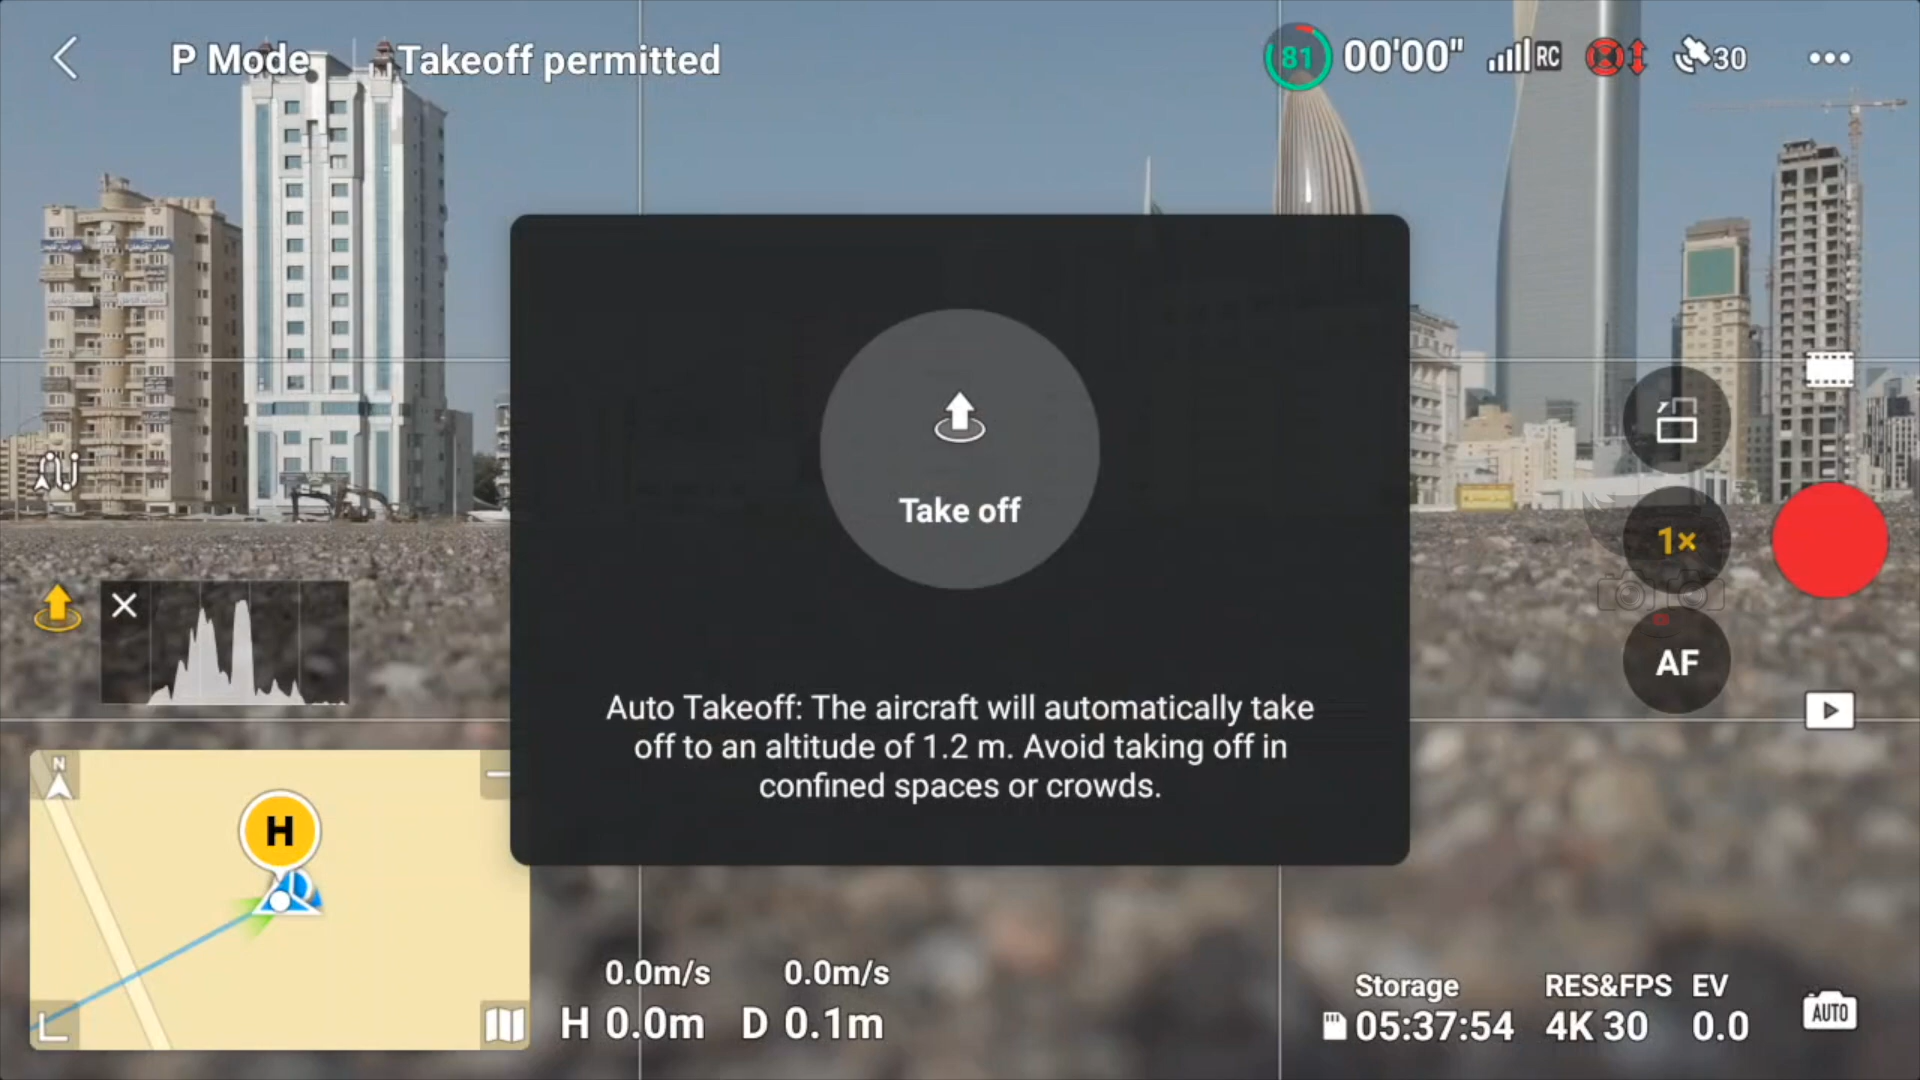 P Mode
Takeoff permitted
81
00'00"
RC
30
Take off
1×
AF
Auto Takeoff: The aircraft will automatically take
off to an altitude of 1.2 m. Avoid taking off in
confined spaces or crowds.
N
H
0.0m/s
0.0m/s
H 0.0m
D 0.1m
Storage
RES&FPS
EV
05:37:54
4K 30
0.0
AUTO